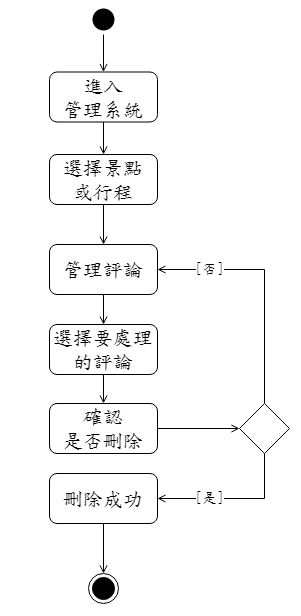 進入
管理系統
選擇景點
或行程
管理評論
[否]
選擇要處理
的評論
確認
是否刪除
刪除成功
[是]